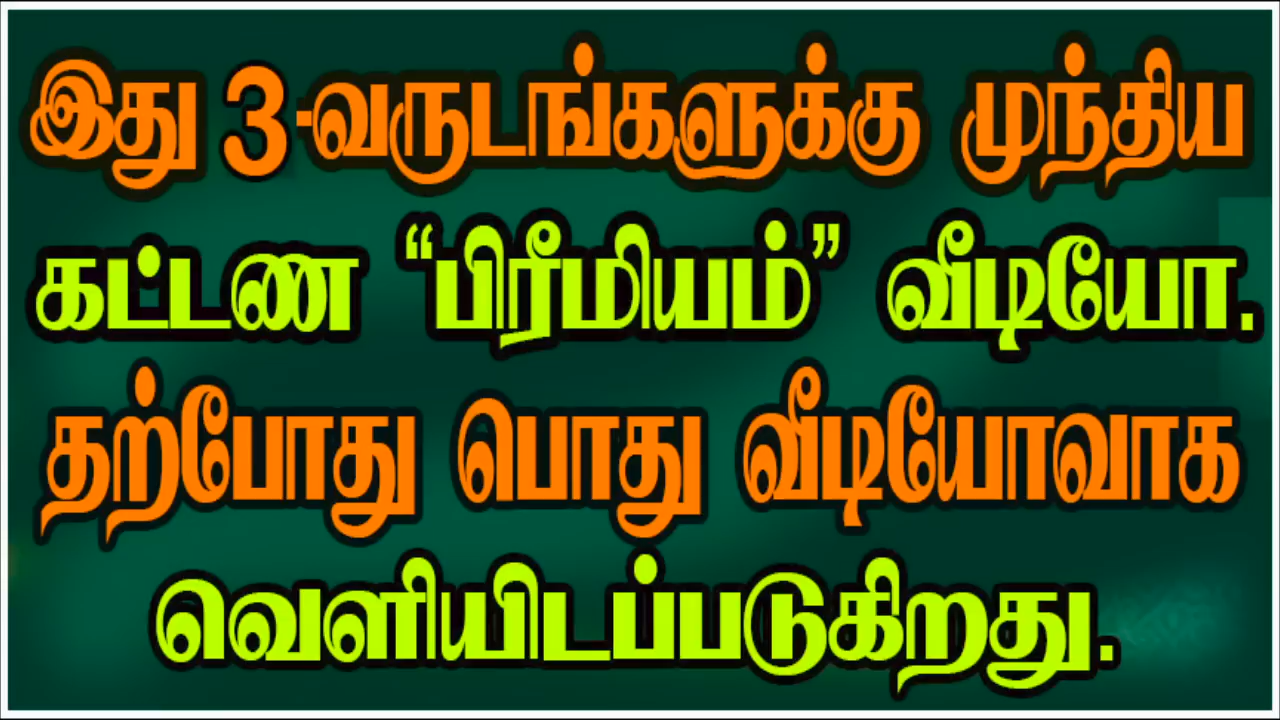 இது 3-வருடங்களுக்கு முந்திய
கட்டண “பிரீமியம்” வீடியோ.
தற்போது பொது வீடியோவாக
வெளியிடப்படுகிறது.